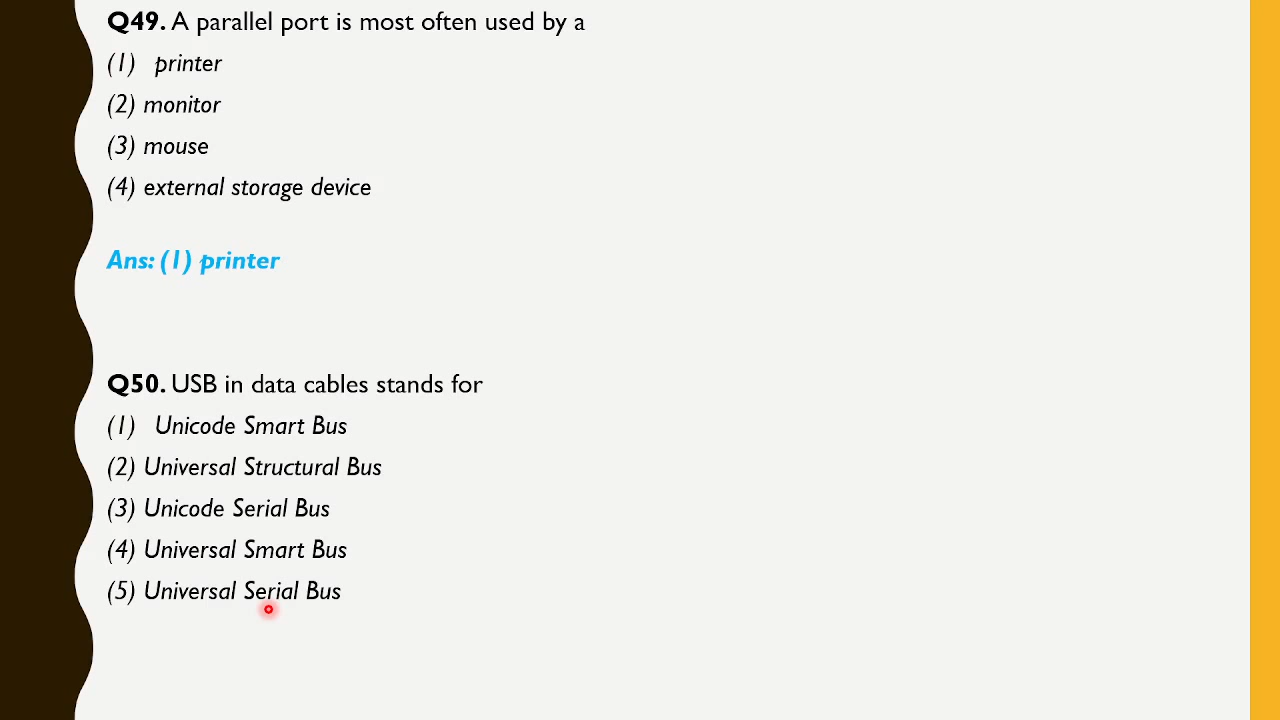 Q49. A parallel port is most often used by a
(1) printer
(2) monitor
(3) mouse
(4) external storage device
Ans: (1) printer
Q50. USB in data cables stands for
(1) Unicode Smart Bus
(2) Universal Structural Bus
(3) Unicode Serial Bus
(4) Universal Smart Bus
(5) Universal Serial Bus